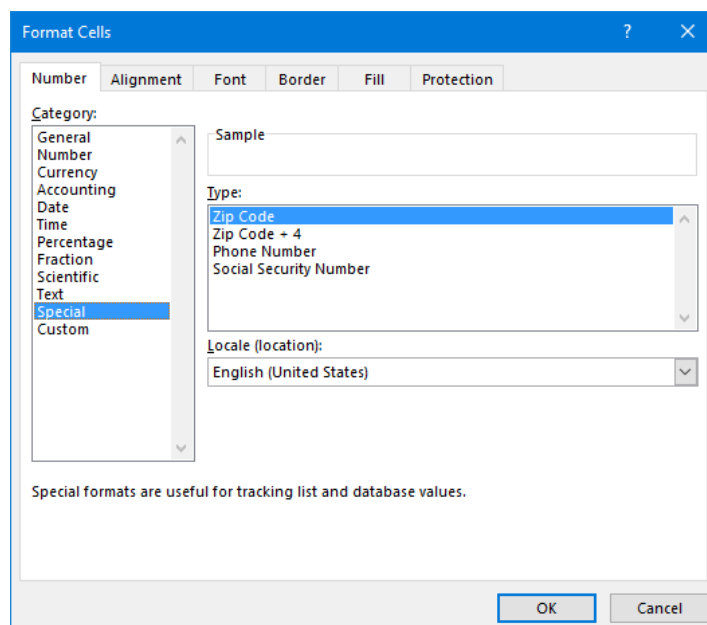 Format Cells ?
Number Alignment Font Border Fill Protection
Category:
General
Number
Currency
Accounting
Date
Time
Percentage
Fraction
Scientific
Text
Special
Custom
Sample
Type:
Zip Code
Zip Code + 4
Phone Number
Social Security Number
Locale (location):
English (United States)
Special formats are useful for tracking list and database values.
OK Cancel